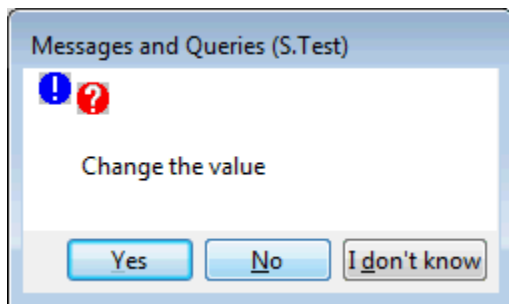 Messages and Queries (S.Test)
! ?
Change the value
Yes No I don't know